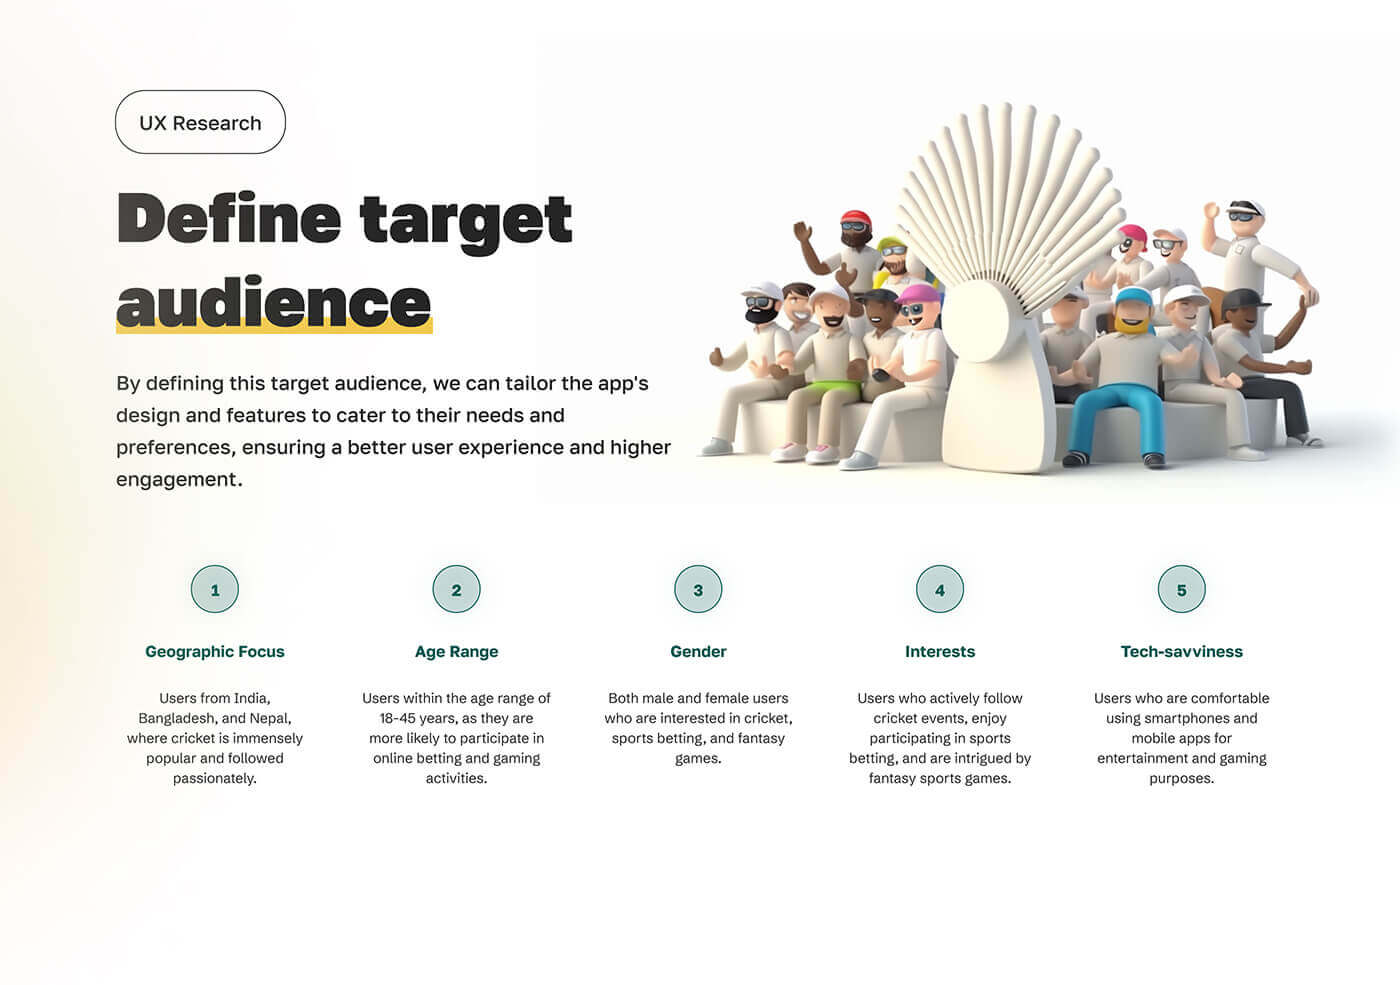 UX Research
Define target
audience
By defining this target audience, we can tailor the app's
design and features to cater to their needs and
preferences, ensuring a better user experience and higher
engagement.
1
Geographic Focus
Users from India,
Bangladesh, and Nepal,
where cricket is immensely
popular and followed
passionately.
2
Age Range
Users within the age range of
18-45 years, as they are
more likely to participate in
online betting and gaming
activities.
3
Gender
Both male and female users
who are interested in cricket,
sports betting, and fantasy
games.
4
Interests
Users who actively follow
cricket events, enjoy
participating in sports
betting, and are intrigued by
fantasy sports games.
5
Tech-savviness
Users who are comfortable
using smartphones and
mobile apps for
entertainment and gaming
purposes.